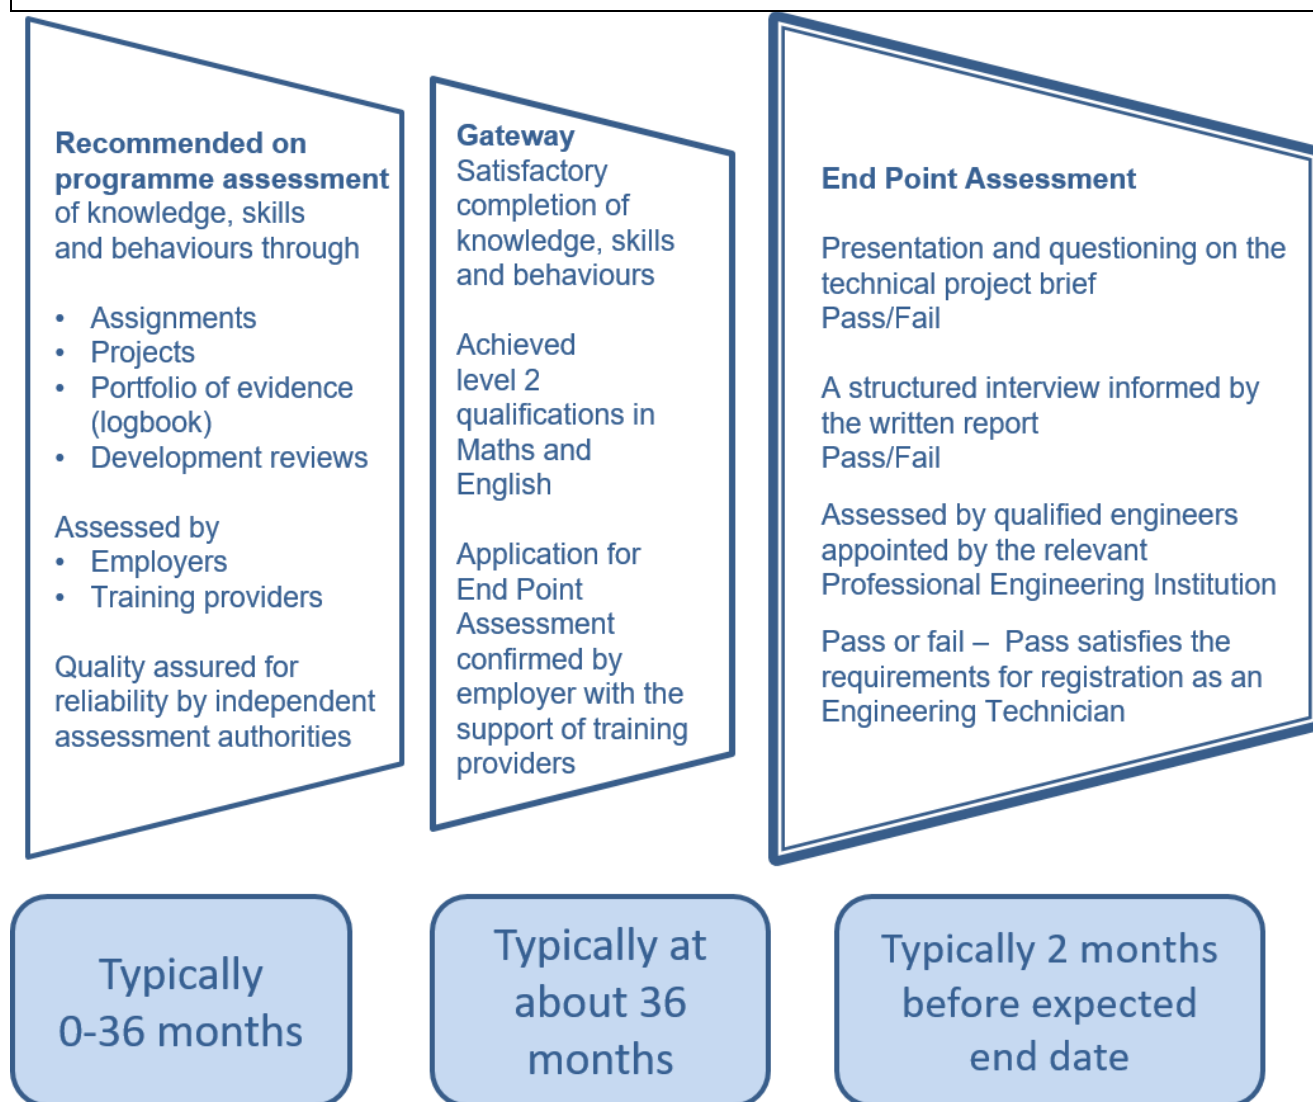 Recommended on
programme assessment
of knowledge, skills
and behaviours through
• Assignments
• Projects
• Portfolio of evidence
(logbook)
• Development reviews
Assessed by
• Employers
• Training providers
Quality assured for
reliability by independent
assessment authorities
Gateway
Satisfactory
completion of
knowledge, skills
and behaviours
Achieved
level 2
qualifications in
Maths and
English
Application for
End Point
Assessment
confirmed by
employer with the
support of training
providers
End Point Assessment
Presentation and questioning on the
technical project brief
Pass/Fail
A structured interview informed by
the written report
Pass/Fail
Assessed by qualified engineers
appointed by the relevant
Professional Engineering Institution
Pass or fail – Pass satisfies the
requirements for registration as an
Engineering Technician
Typically
0-36 months
Typically at
about 36
months
Typically 2 months
before expected
end date